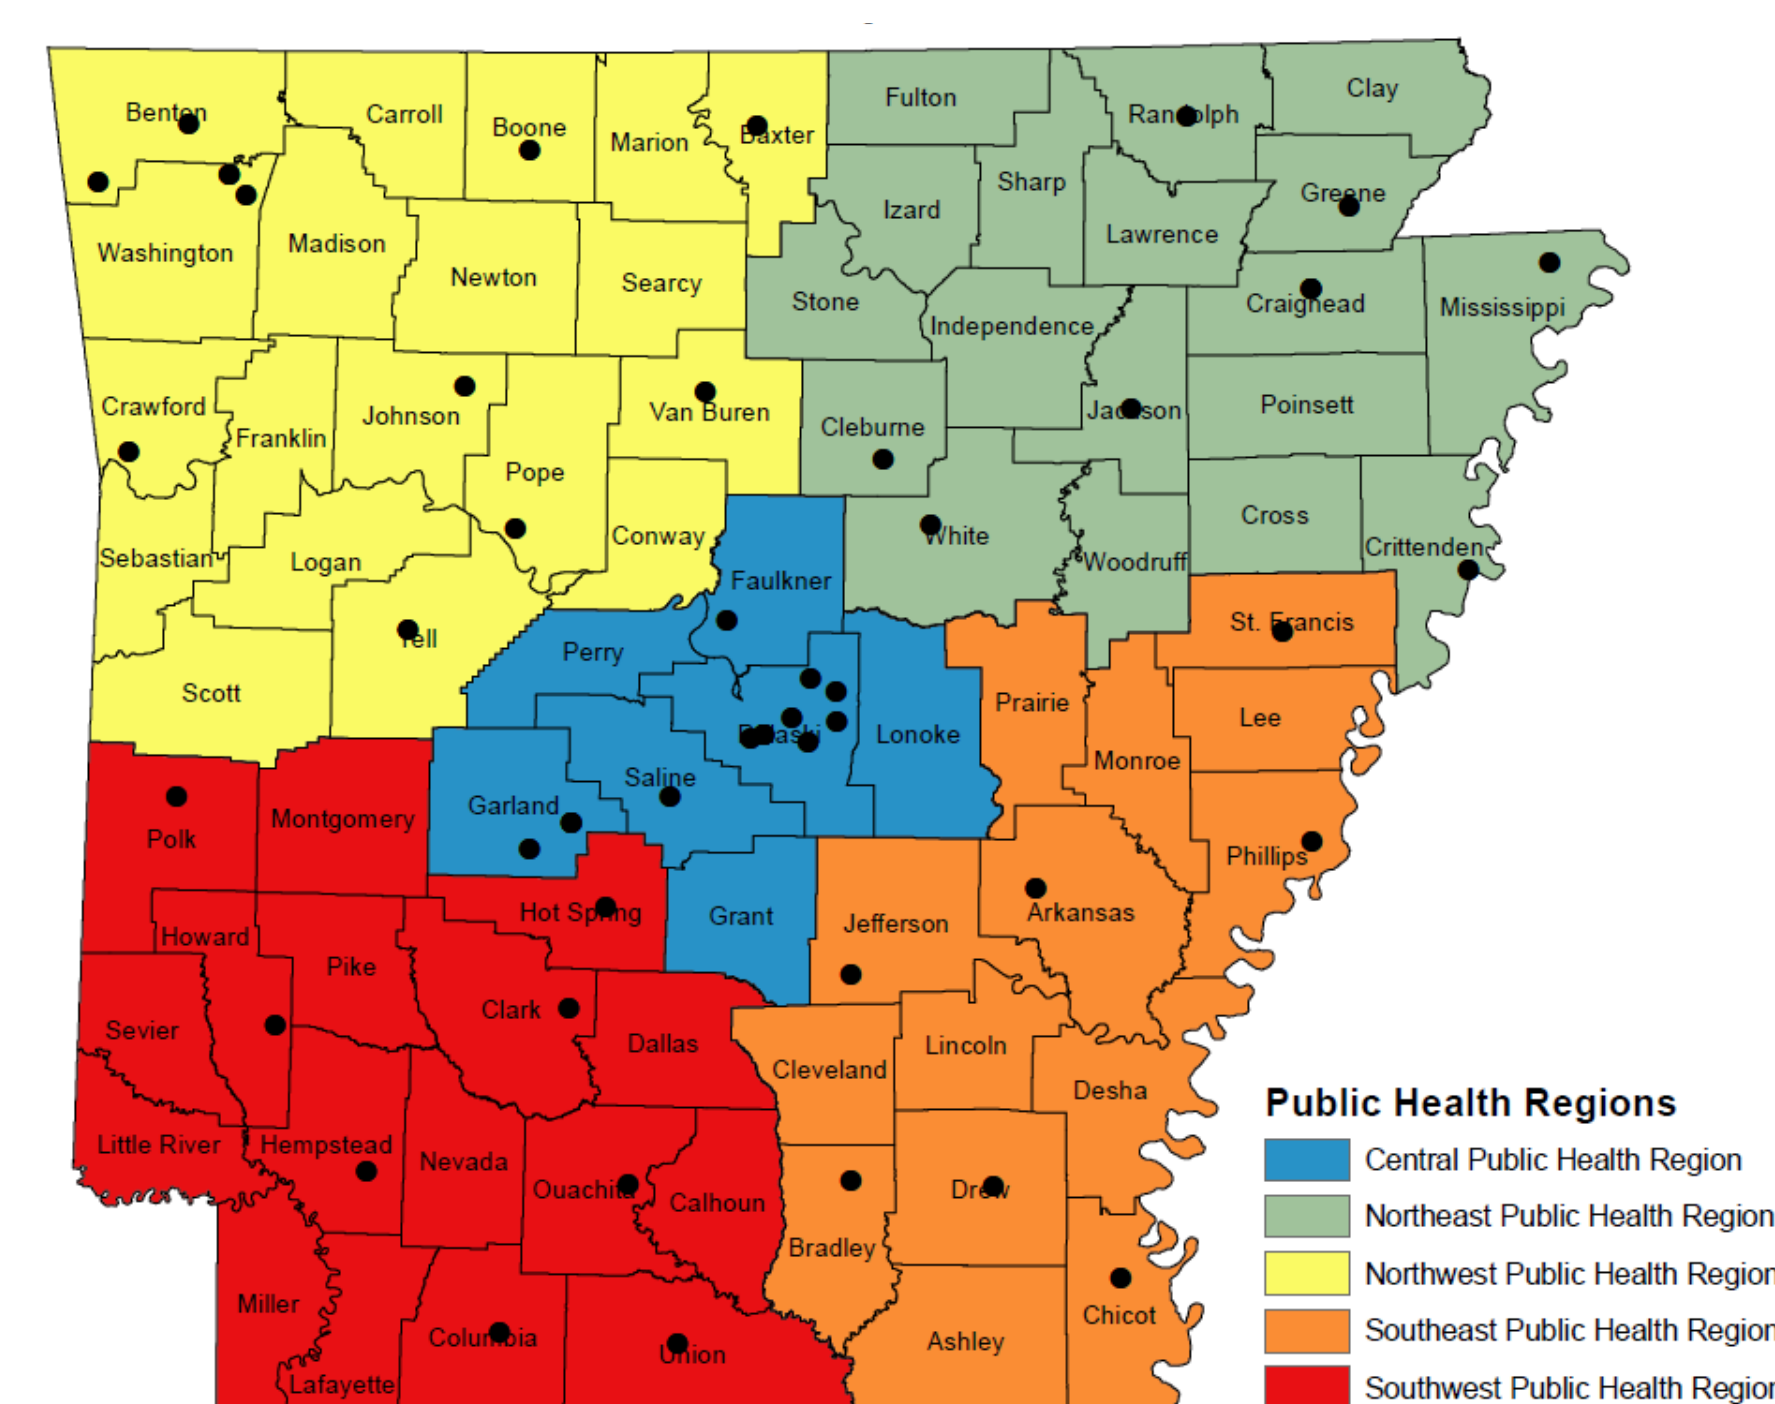 Benton
Carroll
Boone
Marion
Baxter
Fulton
Randolph
Clay
Sharp
Izard
Greene
Lawrence
Washington
Madison
Newton
Searcy
Stone
Independence
Craighead
Mississippi
Crawford
Franklin
Johnson
Van Buren
Cleburne
Jackson
Poinsett
Pope
Sebastian
Logan
Conway
White
Woodruff
Cross
Crittenden
Faulkner
Yell
Perry
St. Francis
Scott
Pulaski
Lonoke
Prairie
Lee
Monroe
Saline
Garland
Polk
Montgomery
Phillips
Hot Spring
Grant
Jefferson
Arkansas
Howard
Pike
Clark
Sevier
Dallas
Lincoln
Cleveland
Desha
Little River
Hempstead
Nevada
Ouachita
Calhoun
Drew
Bradley
Miller
Columbia
Union
Ashley
Chicot
Lafayette
Public Health Regions
Central Public Health Region
Northeast Public Health Region
Northwest Public Health Region
Southeast Public Health Region
Southwest Public Health Region